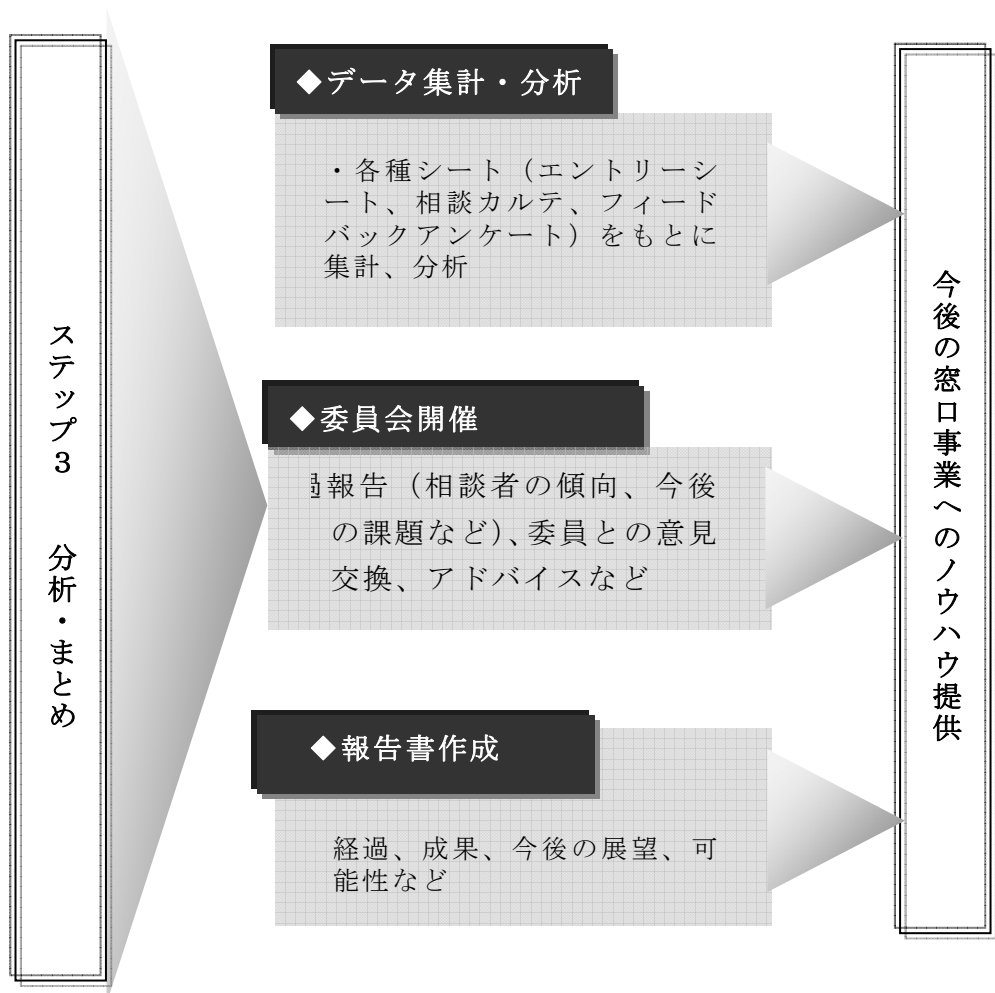 ステップ３　分析・まとめ
◆データ集計・分析
・各種シート（エントリーシ
ート、相談カルテ、フィード
バックアンケート）をもとに
集計、分析
◆委員会開催
過報告（相談者の傾向、今後
の課題など）、委員との意見
交換、アドバイスなど
◆報告書作成
経過、成果、今後の展望、可
能性など
今後の窓口事業へのノウハウ提供